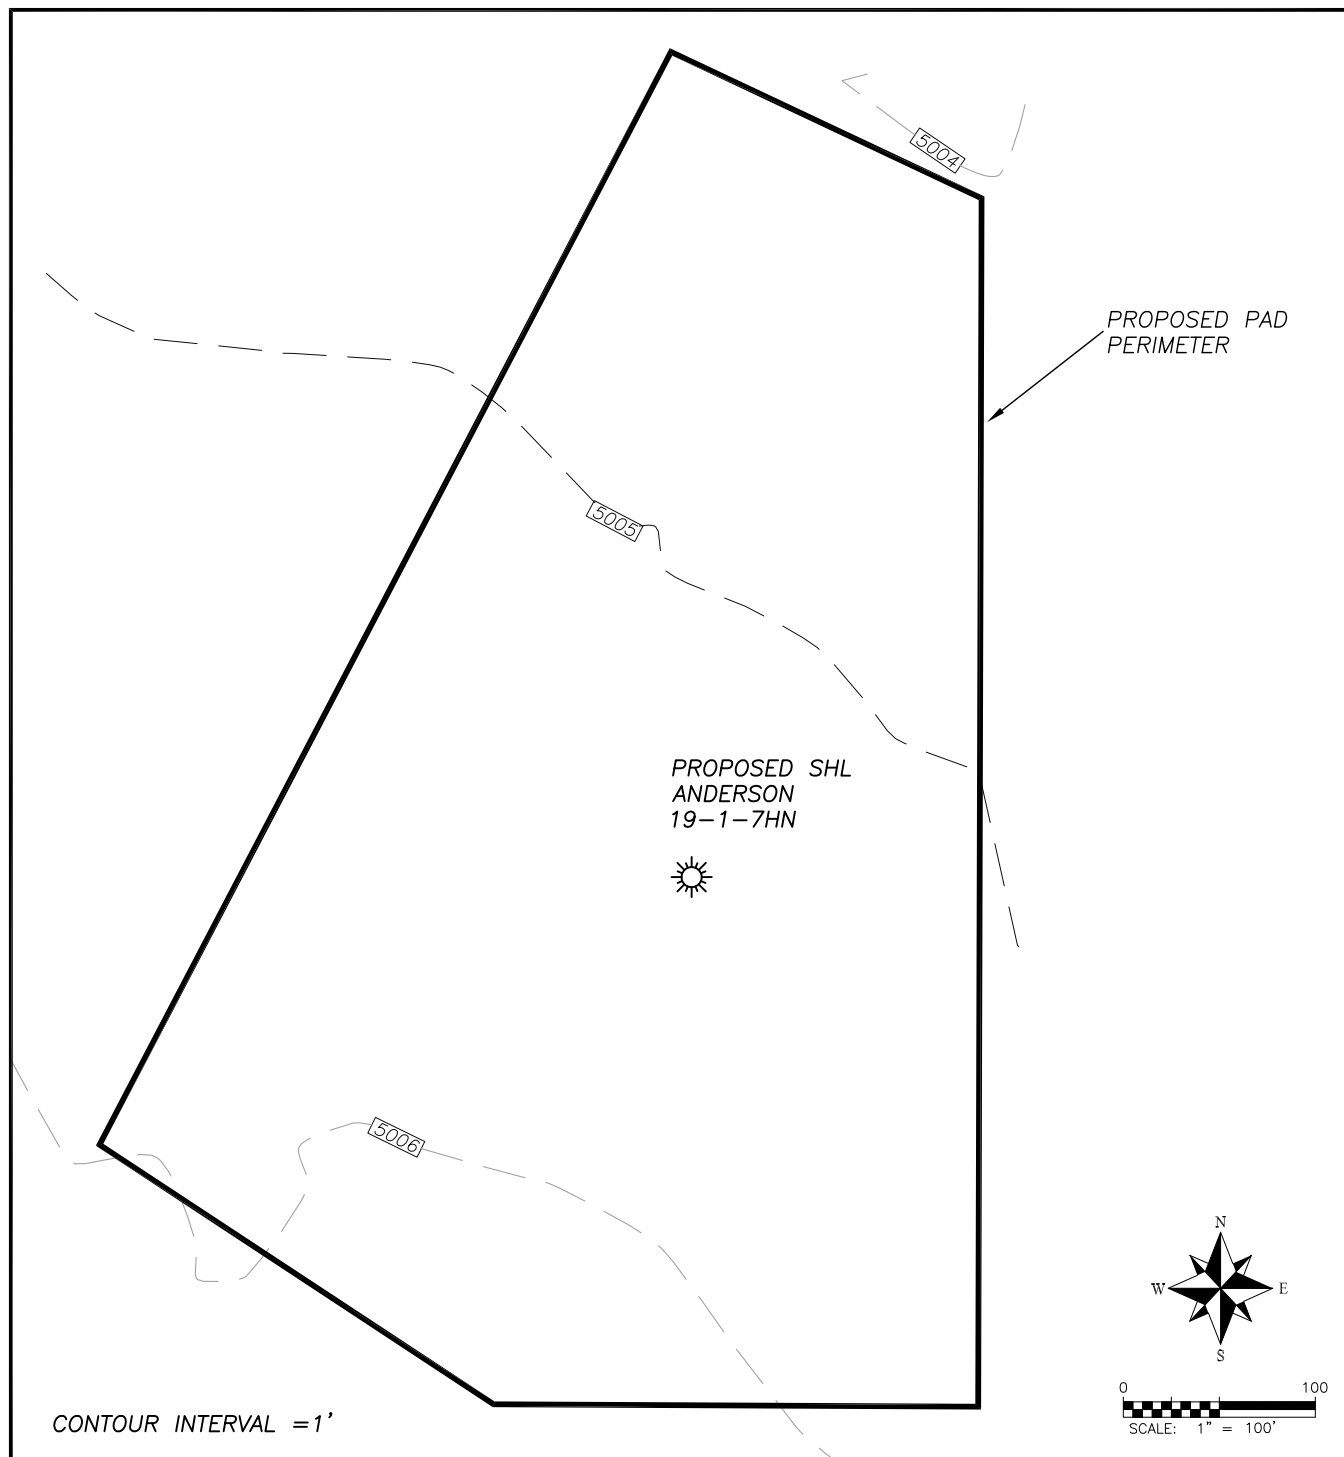 5004
PROPOSED PAD
PERIMETER
5005
PROPOSED SHL
ANDERSON
19-1-7HN
5006
N
W
E
S
0
100
SCALE: 1" = 100'
CONTOUR INTERVAL =1'